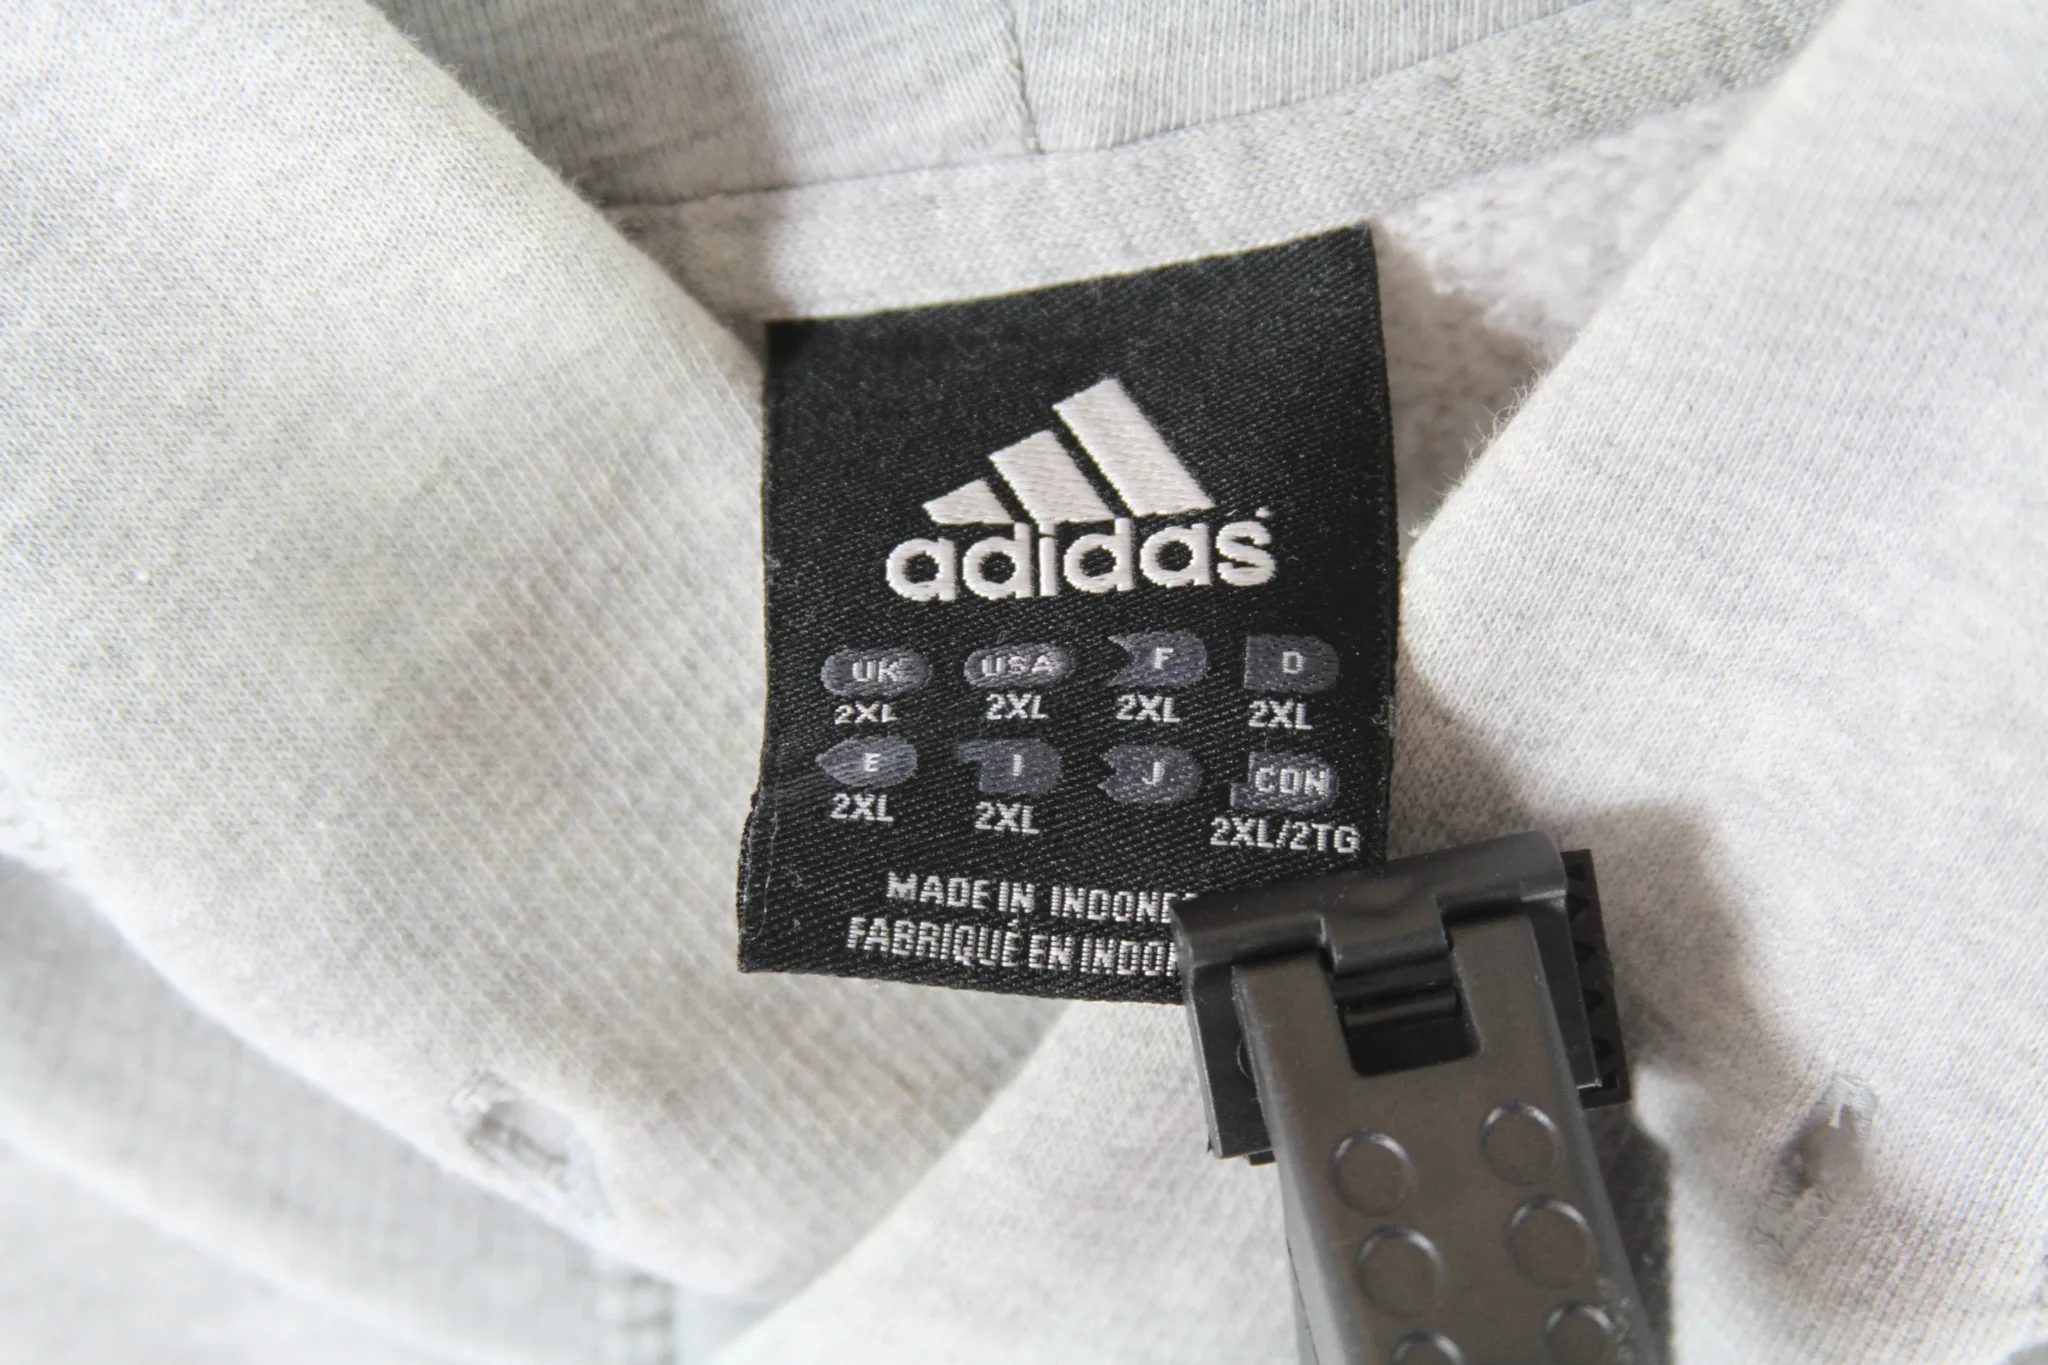 adidas
UK USA F D
2XL 2XL 2XL 2XL
E I J CDN
2XL 2XL 2XL/2TG
MADE IN INDONE
FABRIQUÉ EN INDON